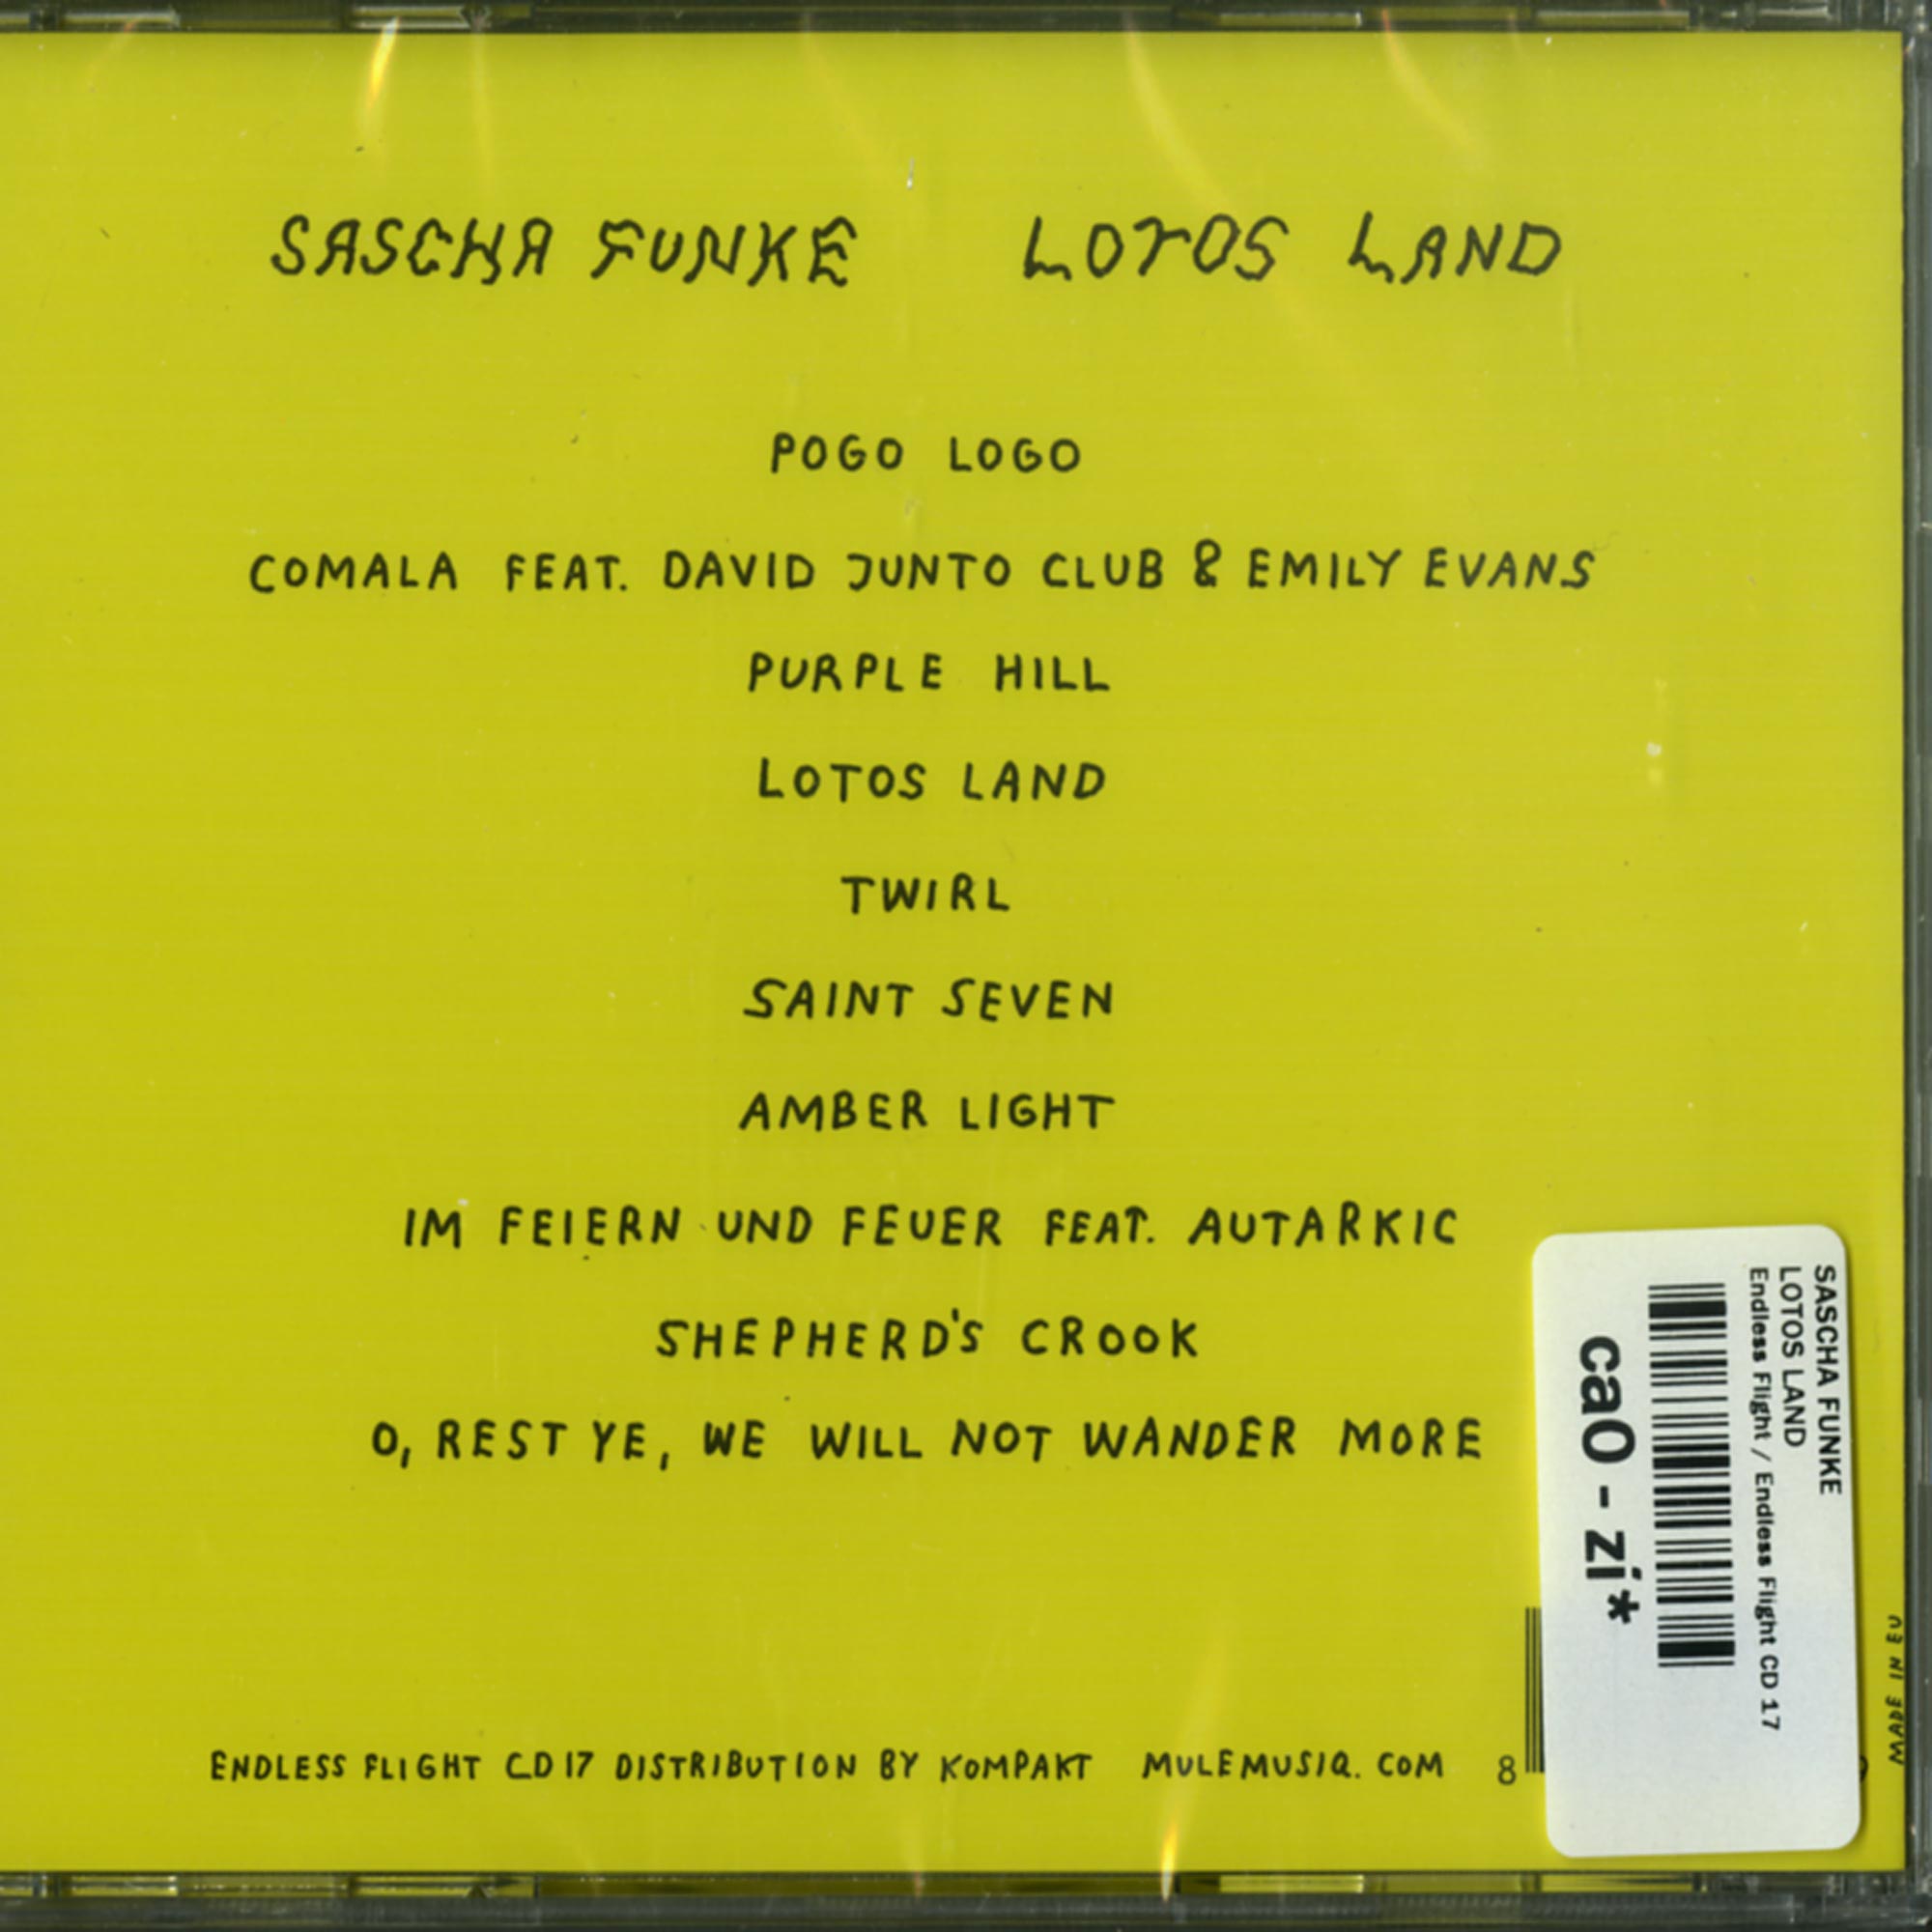 SASCHA FUNKE LOTOS LAND
POGO LOGO
COMALA FEAT. DAVID JUNTO CLUB & EMILY EVANS
PURPLE HILL
LOTOS LAND
TWIRL
SAINT SEVEN
AMBER LIGHT
IM FEIERN UND FEUER FEAT. AUTARKIC
SHEPHERD'S CROOK
O, REST YE, WE WILL NOT WANDER MORE
ENDLESS FLIGHT CD 17 DISTRIBUTION BY KOMPAKT MULEMUSIQ.COM
8
SASCHA FUNKE
LOTOS LAND
Endless Flight / Endless Flight CD 17
ca0 - zi*
MADE IN EU